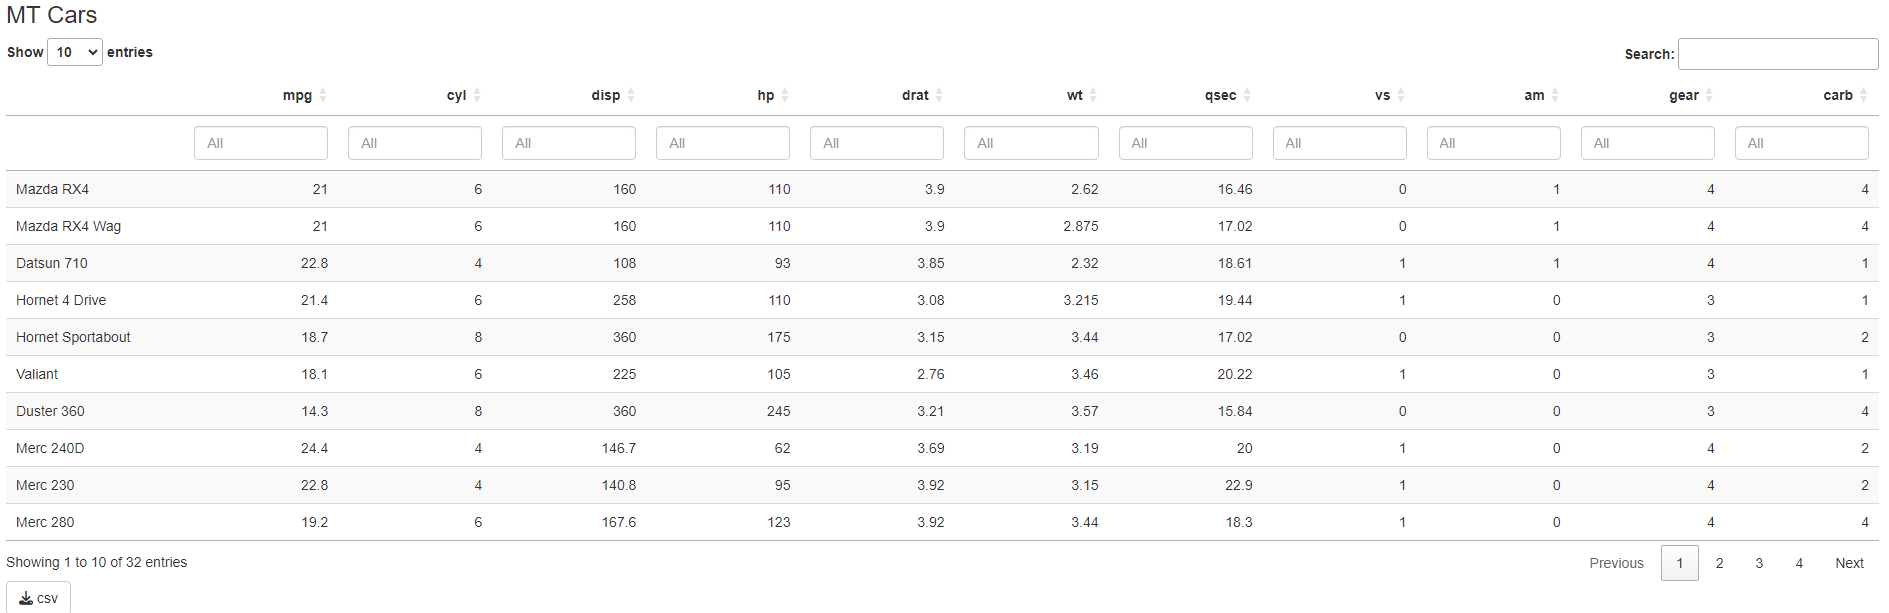 MT Cars
Show 10 entries Search:
mpg cyl disp hp drat wt qsec vs am gear carb
All All All All All All All All All All All
Mazda RX4 21 6 160 110 3.9 2.62 16.46 0 1 4 4
Mazda RX4 Wag 21 6 160 110 3.9 2.875 17.02 0 1 4 4
Datsun 710 22.8 4 108 93 3.85 2.32 18.61 1 1 4 1
Hornet 4 Drive 21.4 6 258 110 3.08 3.215 19.44 1 0 3 1
Hornet Sportabout 18.7 8 360 175 3.15 3.44 17.02 0 0 3 2
Valiant 18.1 6 225 105 2.76 3.46 20.22 1 0 3 1
Duster 360 14.3 8 360 245 3.21 3.57 15.84 0 0 3 4
Merc 240D 24.4 4 146.7 62 3.69 3.19 20 1 0 4 2
Merc 230 22.8 4 140.8 95 3.92 3.15 22.9 1 0 4 2
Merc 280 19.2 6 167.6 123 3.92 3.44 18.3 1 0 4 4
Showing 1 to 10 of 32 entries Previous 1 2 3 4 Next
csv